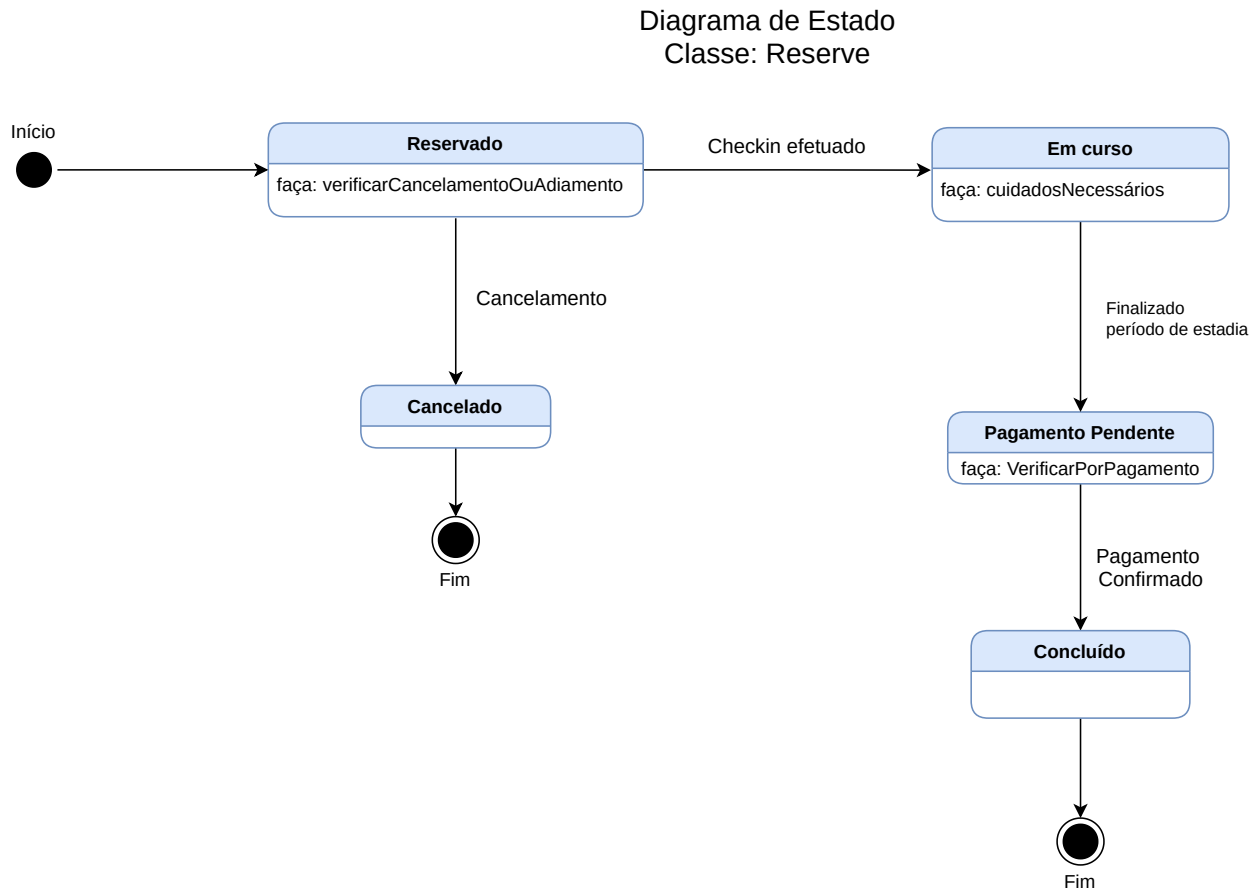 Diagrama de Estado
Classe: Reserve
Início
Reservado
faça: verificarCancelamentoOuAdiamento
Checkin efetuado
Em curso
faça: cuidadosNecessários
Cancelamento
Finalizado
período de estadia
Cancelado
Pagamento Pendente
faça: VerificarPorPagamento
Fim
Pagamento
Confirmado
Concluído
Fim